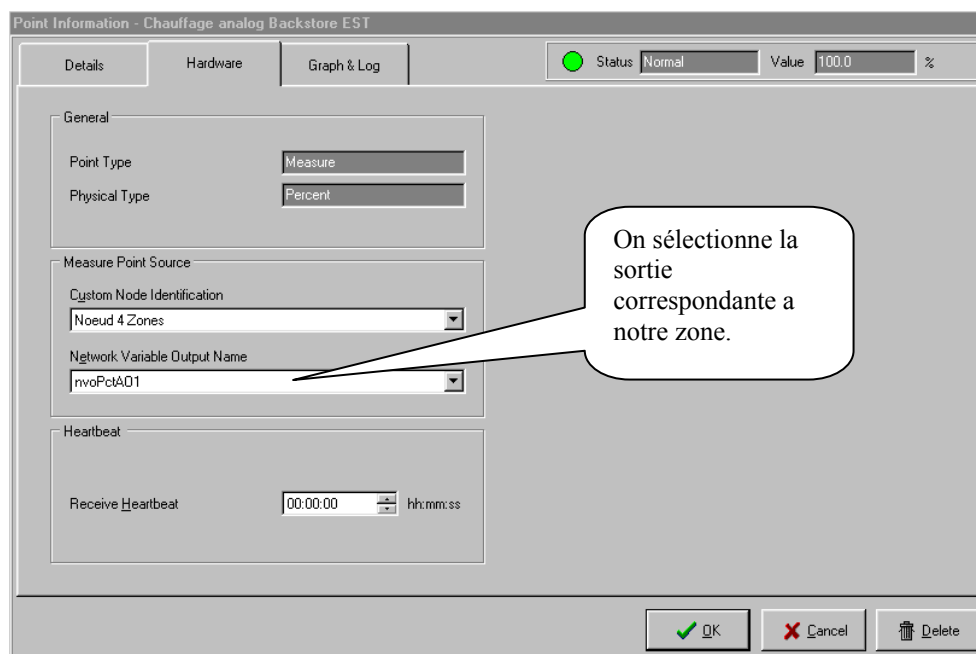 Point Information - Chauffage analog Backstore EST
Details
Hardware
Graph & Log
Status Normal
Value 100.0 %
General
Point Type Measure
Physical Type Percent
Measure Point Source
Custom Node Identification
Noeud 4 Zones
Network Variable Output Name
nvoPctAO1
On sélectionne la
sortie
correspondante a
notre zone.
Heartbeat
Receive Heartbeat 00:00:00 hh:mm:ss
OK
Cancel
Delete